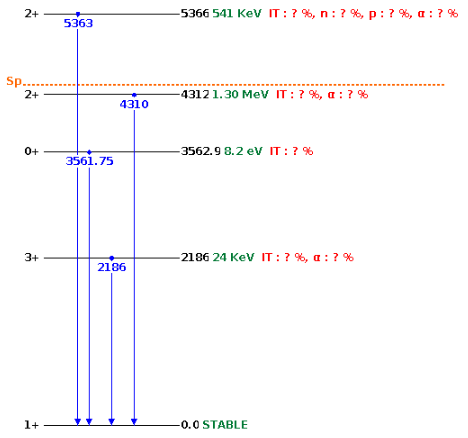 2+ 5366 541 KeV IT : ? %, n : ? %, p : ? %, α : ? %
5363
Sp
2+ 4312 1.30 MeV IT : ? %, α : ? %
4310
0+ 3562.9 8.2 eV IT : ? %
3561.75
3+ 2186 24 KeV IT : ? %, α : ? %
2186
1+ 0.0 STABLE